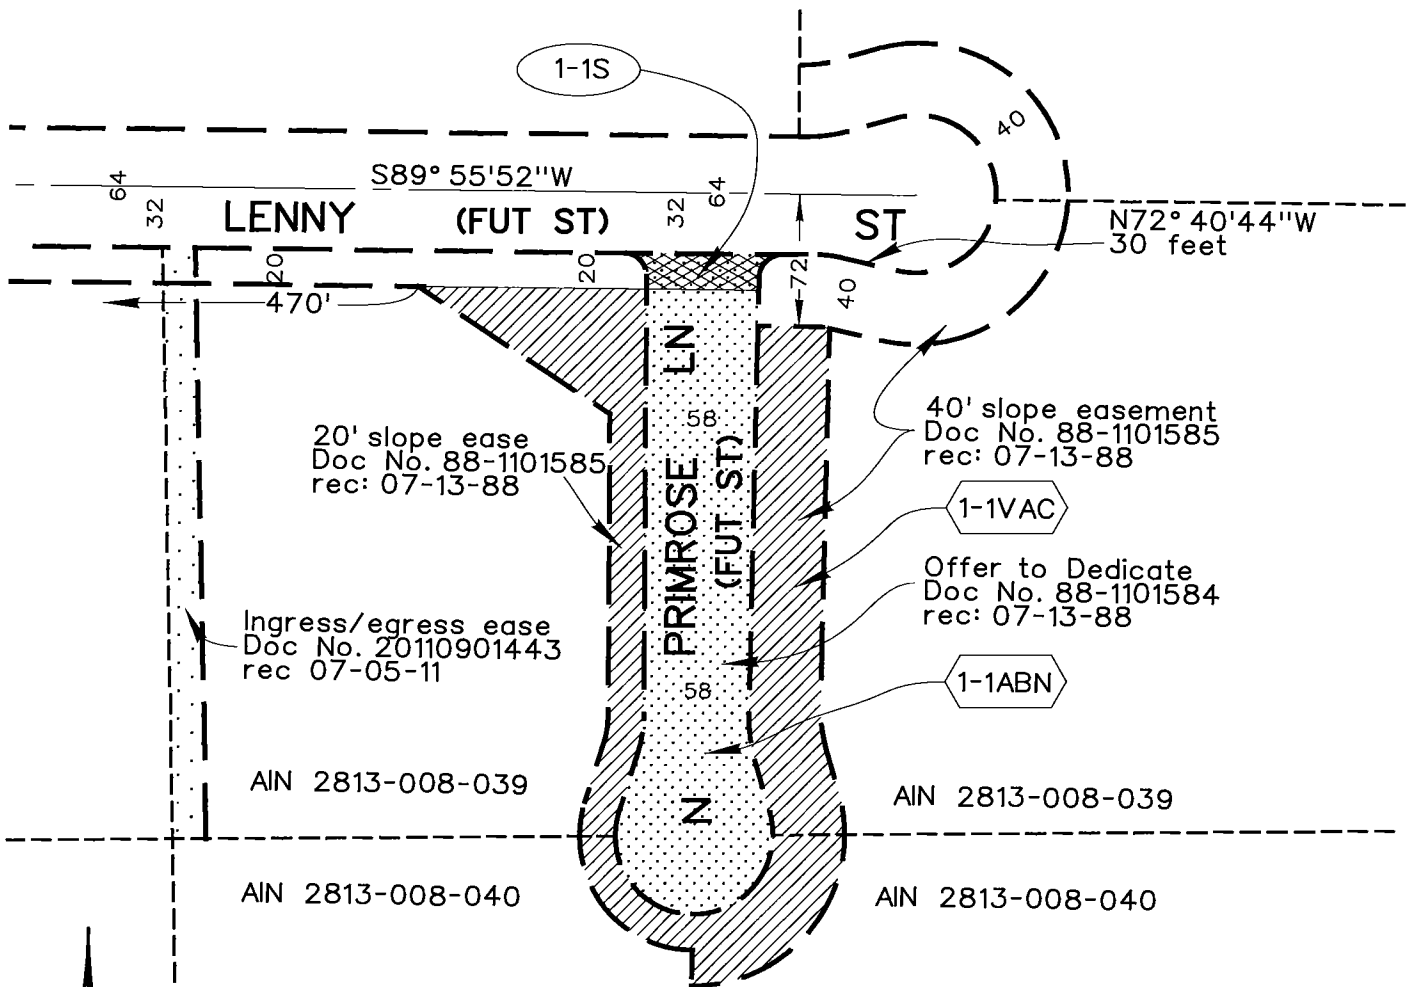 1-1S
40
S89° 55'52"W
64
32
LENNY (FUT ST)
32
64
ST
N72° 40'44"W
30 feet
20
20
72
40
470'
PRIMROSE LN
(FUT ST)
58
20' slope ease
Doc No. 88-1101585
rec: 07-13-88
40' slope easement
Doc No. 88-1101585
rec: 07-13-88
1-1VAC
Offer to Dedicate
Doc No. 88-1101584
rec: 07-13-88
Ingress/egress ease
Doc No. 20110901443
rec 07-05-11
58
1-1ABN
N
AIN 2813-008-039
AIN 2813-008-039
AIN 2813-008-040
AIN 2813-008-040